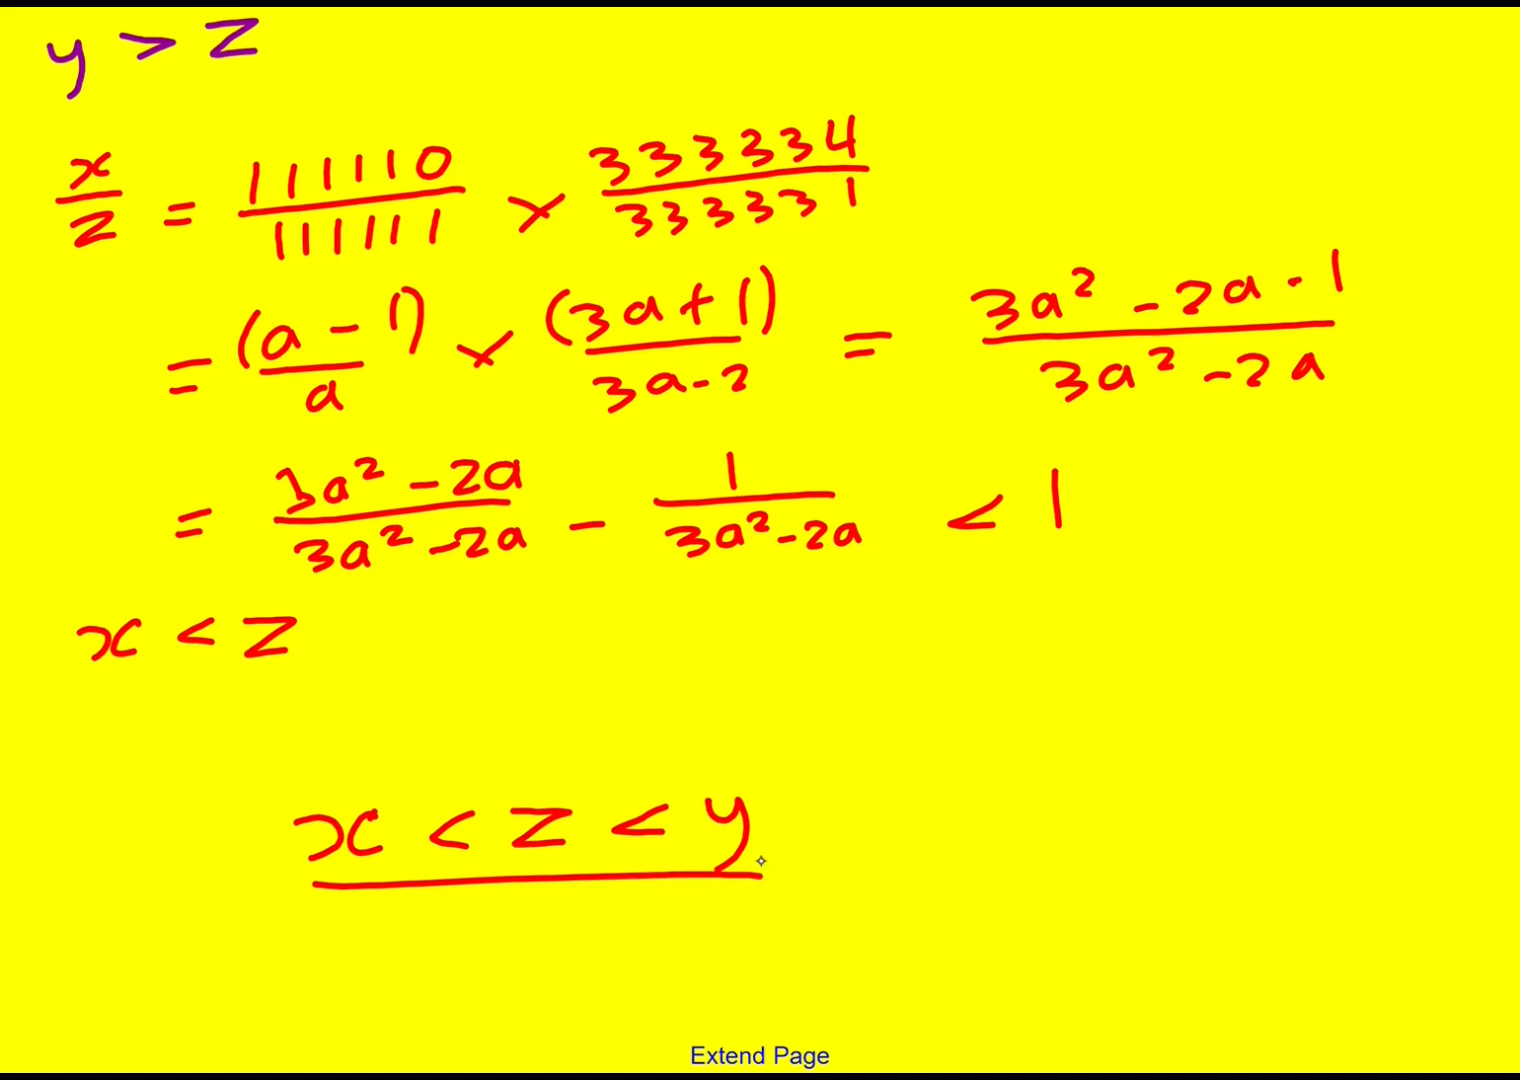 y > z
x/z = 111110/111111 × 333334/333331
= (a - 1)/a × (3a + 1)/3a - 2 = 3a² - 2a - 1/3a² - 2a
= 3a² - 2a/3a² - 2a - 1/3a² - 2a < 1
x < z
x < z < y
Extend Page